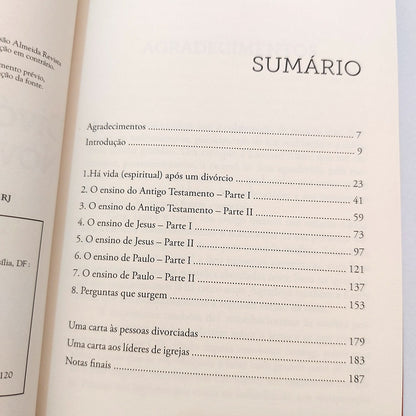 são Almeida Revista
ção em contrário.
mento prévio,
ção da fonte.
RJ
sília, DF :
120
SUMÁRIO
Agradecimentos 7
Introdução 9
1.Há vida (espiritual) após um divórcio 23
2. O ensino do Antigo Testamento – Parte I 41
3. O ensino do Antigo Testamento – Parte II 59
4. O ensino de Jesus – Parte I 73
5. O ensino de Jesus – Parte II 97
6. O ensino de Paulo – Parte I 121
7. O ensino de Paulo – Parte II 137
8. Perguntas que surgem 153
Uma carta às pessoas divorciadas 179
Uma carta aos líderes de igrejas 183
Notas finais 187